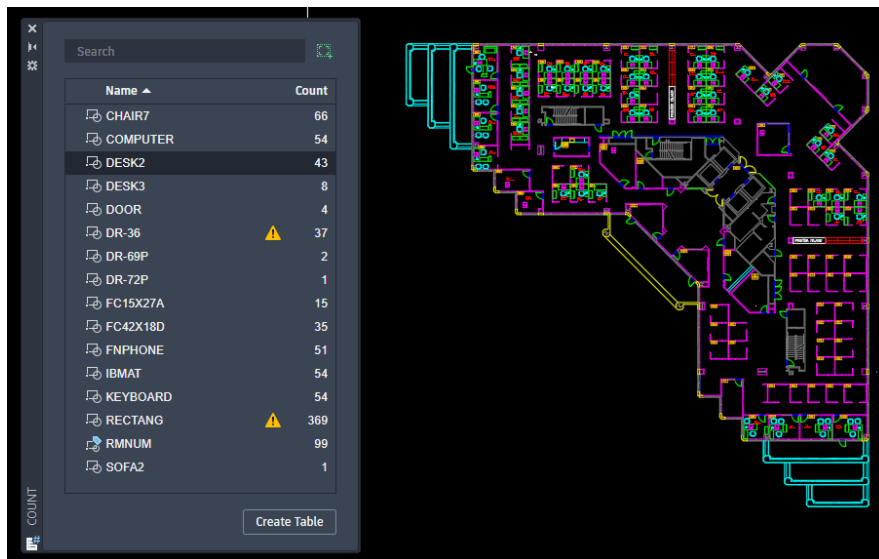 Search
Name Count
CHAIR7 66
COMPUTER 54
DESK2 43
DESK3 8
DOOR 4
DR-36 37
DR-69P 2
DR-72P 1
FC15X27A 15
FC42X18D 35
FNPHONE 51
IBMAT 54
KEYBOARD 54
RECTANG 369
RMNUM 99
SOFA2 1
COUNT
Create Table